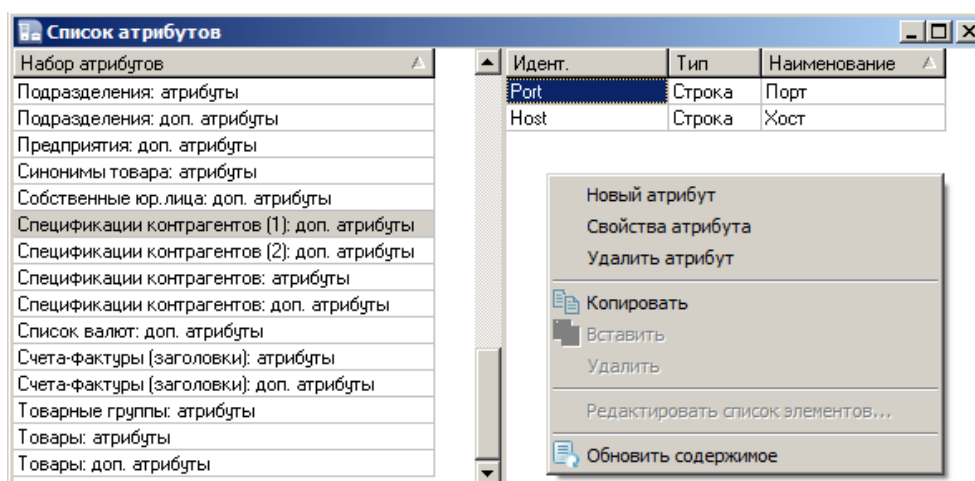 Список атрибутов
Набор атрибутов
Подразделения: атрибуты
Подразделения: доп. атрибуты
Предприятия: доп. атрибуты
Синонимы товара: атрибуты
Собственные юр.лица: доп. атрибуты
Спецификации контрагентов (1): доп. атрибуты
Спецификации контрагентов (2): доп. атрибуты
Спецификации контрагентов: атрибуты
Спецификации контрагентов: доп. атрибуты
Список валют: доп. атрибуты
Счета-фактуры (заголовки): атрибуты
Счета-фактуры (заголовки): доп. атрибуты
Товарные группы: атрибуты
Товары: атрибуты
Товары: доп. атрибуты
Идент. Тип Наименование
Port Строка Порт
Host Строка Хост
Новый атрибут
Свойства атрибута
Удалить атрибут
Копировать
Вставить
Удалить
Редактировать список элементов...
Обновить содержимое